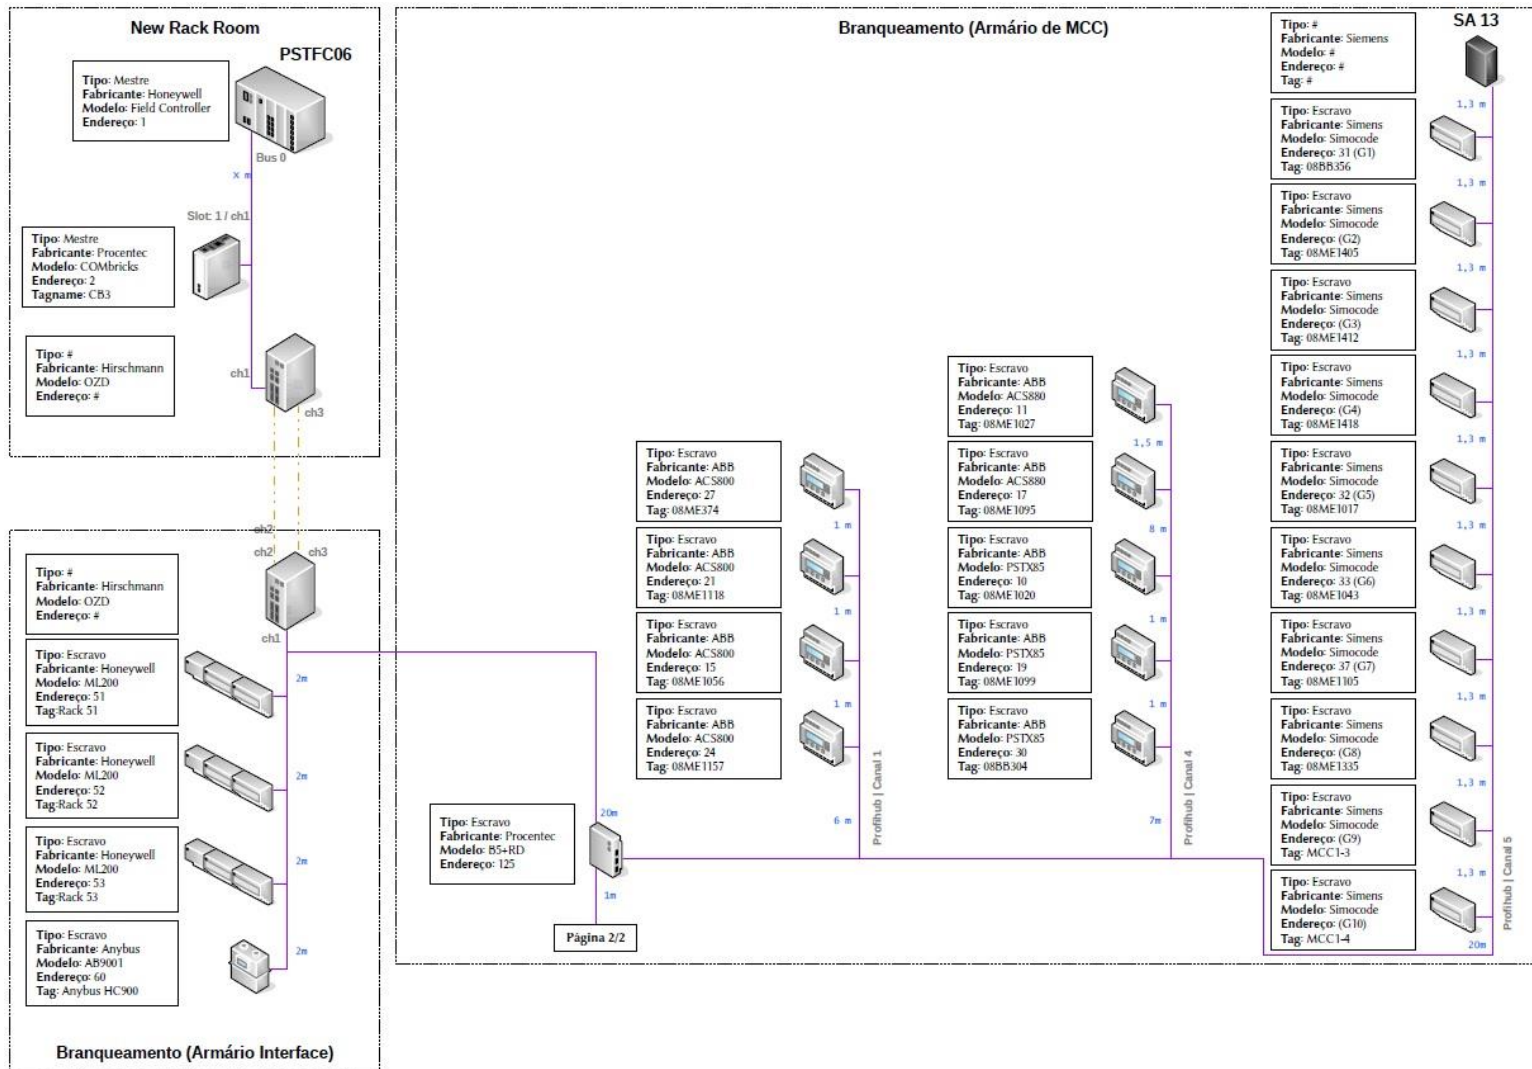 New Rack Room
PSTFC06
Tipo: Mestre
Fabricante: Honeywell
Modelo: Field Controller
Endereço: 1
Bus 0
x m
Slot: 1 / ch1
Tipo: Mestre
Fabricante: Procentec
Modelo: COMbricks
Endereço: 2
Tagname: CB3
Tipo: #
Fabricante: Hirschmann
Modelo: OZD
Endereço: #
ch1
ch3
ch2
ch2
ch3
Tipo: #
Fabricante: Hirschmann
Modelo: OZD
Endereço: #
ch1
Tipo: Escravo
Fabricante: Honeywell
Modelo: ML200
Endereço: 51
Tag:Rack 51
2m
Tipo: Escravo
Fabricante: Honeywell
Modelo: ML200
Endereço: 52
Tag:Rack 52
2m
Tipo: Escravo
Fabricante: Honeywell
Modelo: ML200
Endereço: 53
Tag:Rack 53
2m
Tipo: Escravo
Fabricante: Anybus
Modelo: AB9001
Endereço: 60
Tag: Anybus HC900
2m
Branqueamento (Armário Interface)
Branqueamento (Armário de MCC)
Tipo: Escravo
Fabricante: Procentec
Modelo: B5+RD
Endereço: 125
20m
1m
Página 2/2
Tipo: Escravo
Fabricante: ABB
Modelo: ACS800
Endereço: 27
Tag: 08ME374
1 m
Tipo: Escravo
Fabricante: ABB
Modelo: ACS800
Endereço: 21
Tag: 08ME1118
1 m
Tipo: Escravo
Fabricante: ABB
Modelo: ACS800
Endereço: 15
Tag: 08ME1056
1 m
Tipo: Escravo
Fabricante: ABB
Modelo: ACS800
Endereço: 24
Tag: 08ME1157
6 m
Profihub | Canal 1
Tipo: Escravo
Fabricante: ABB
Modelo: ACS880
Endereço: 11
Tag: 08ME1027
1,5 m
Tipo: Escravo
Fabricante: ABB
Modelo: ACS880
Endereço: 17
Tag: 08ME1095
8 m
Tipo: Escravo
Fabricante: ABB
Modelo: PSTX85
Endereço: 10
Tag: 08ME1020
1 m
Tipo: Escravo
Fabricante: ABB
Modelo: PSTX85
Endereço: 19
Tag: 08ME1099
1 m
Tipo: Escravo
Fabricante: ABB
Modelo: PSTX85
Endereço: 30
Tag: 08BB304
7m
Profihub | Canal 4
SA 13
Tipo: #
Fabricante: Siemens
Modelo: #
Endereço: #
Tag: #
1,3 m
Tipo: Escravo
Fabricante: Simens
Modelo: Simocode
Endereço: 31 (G1)
Tag: 08BB356
1,3 m
Tipo: Escravo
Fabricante: Simens
Modelo: Simocode
Endereço: (G2)
Tag: 08ME1405
1,3 m
Tipo: Escravo
Fabricante: Simens
Modelo: Simocode
Endereço: (G3)
Tag: 08ME1412
1,3 m
Tipo: Escravo
Fabricante: Simens
Modelo: Simocode
Endereço: (G4)
Tag: 08ME1418
1,3 m
Tipo: Escravo
Fabricante: Simens
Modelo: Simocode
Endereço: 32 (G5)
Tag: 08ME1017
1,3 m
Tipo: Escravo
Fabricante: Simens
Modelo: Simocode
Endereço: 33 (G6)
Tag: 08ME1043
1,3 m
Tipo: Escravo
Fabricante: Simens
Modelo: Simocode
Endereço: 37 (G7)
Tag: 08ME1105
1,3 m
Tipo: Escravo
Fabricante: Simens
Modelo: Simocode
Endereço: (G8)
Tag: 08ME1335
1,3 m
Tipo: Escravo
Fabricante: Simens
Modelo: Simocode
Endereço: (G9)
Tag: MCC1-3
1,3 m
Tipo: Escravo
Fabricante: Simens
Modelo: Simocode
Endereço: (G10)
Tag: MCC1-4
20m
Profihub | Canal 5